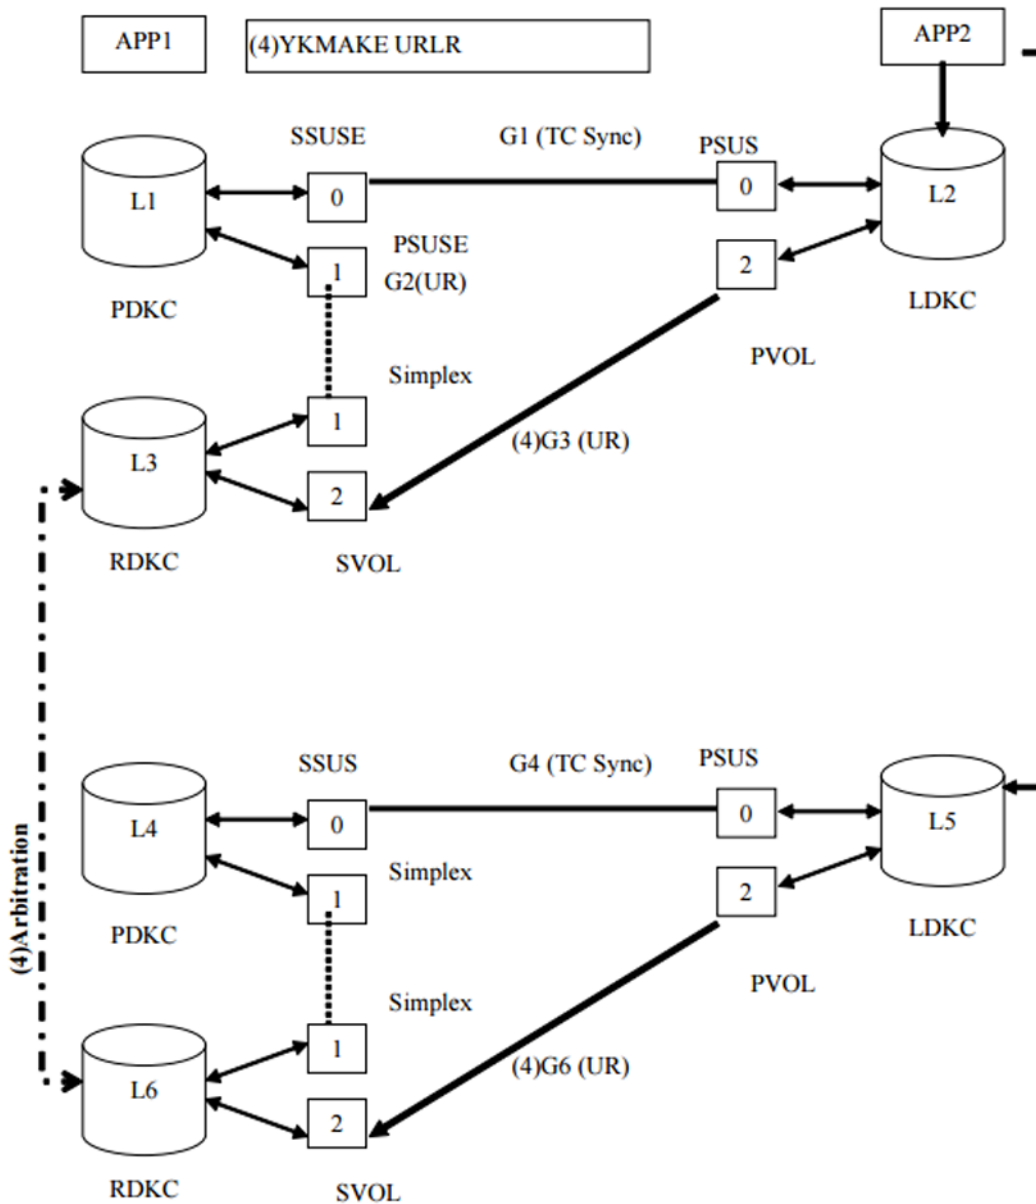 APP1
(4)YKMAKE URLR
APP2
SSUSE
G1 (TC Sync)
PSUS
L1
0
0
L2
PSUSE
G2(UR)
1
2
PDKC
LDKC
PVOL
Simplex
1
(4)G3 (UR)
L3
2
RDKC
SVOL
SSUS
G4 (TC Sync)
PSUS
L4
0
0
L5
Simplex
1
2
PDKC
LDKC
(4)Arbitration
PVOL
Simplex
1
(4)G6 (UR)
L6
2
RDKC
SVOL